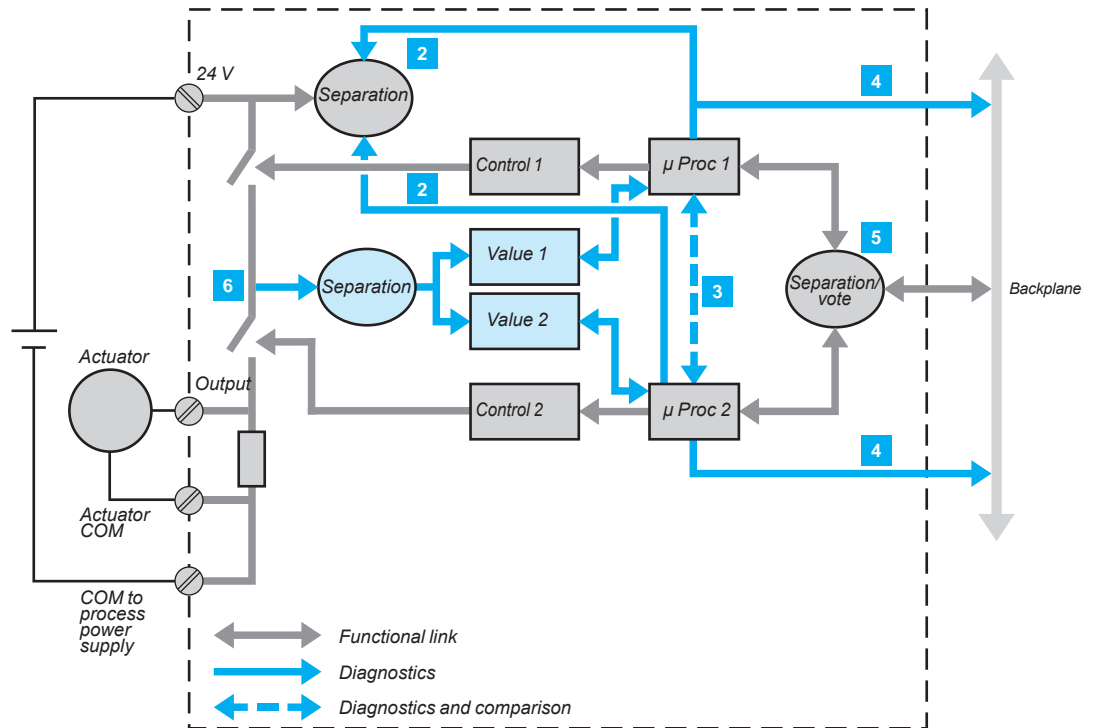 2
24 V
4
Separation
Control 1
µ Proc 1
2
5
Value 1
6
Separation
3
Separation/
vote
Backplane
Value 2
Actuator
Output
Control 2
µ Proc 2
4
Actuator
COM
COM to
process
power
supply
Functional link
Diagnostics
Diagnostics and comparison